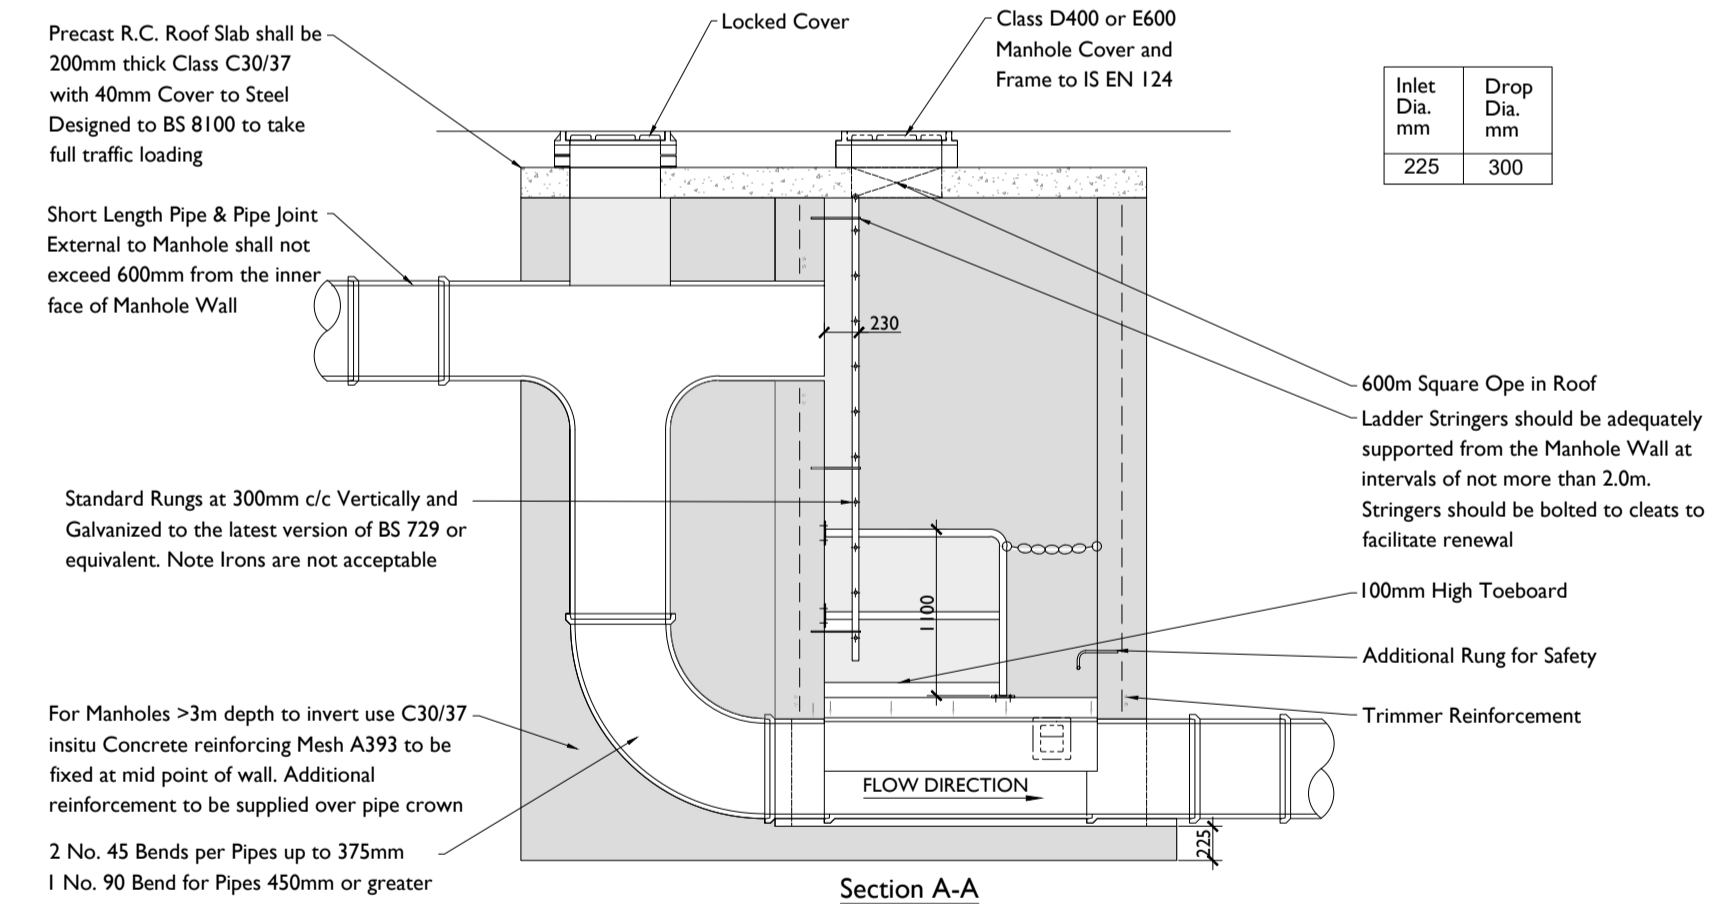 Precast R.C. Roof Slab shall be
200mm thick Class C30/37
with 40mm Cover to Steel
Designed to BS 8100 to take
full traffic loading
Locked Cover
Class D400 or E600
Manhole Cover and
Frame to IS EN 124
Inlet
Dia.
mm
Drop
Dia.
mm
225
300
Short Length Pipe & Pipe Joint
External to Manhole shall not
exceed 600mm from the inner
face of Manhole Wall
230
600m Square Ope in Roof
Ladder Stringers should be adequately
supported from the Manhole Wall at
intervals of not more than 2.0m.
Stringers should be bolted to cleats to
facilitate renewal
Standard Rungs at 300mm c/c Vertically and
Galvanized to the latest version of BS 729 or
equivalent. Note Irons are not acceptable
1100
100mm High Toeboard
Additional Rung for Safety
Trimmer Reinforcement
For Manholes >3m depth to invert use C30/37
insitu Concrete reinforcing Mesh A393 to be
fixed at mid point of wall. Additional
reinforcement to be supplied over pipe crown
FLOW DIRECTION
2 No. 45 Bends per Pipes up to 375mm
1 No. 90 Bend for Pipes 450mm or greater
225
Section A-A